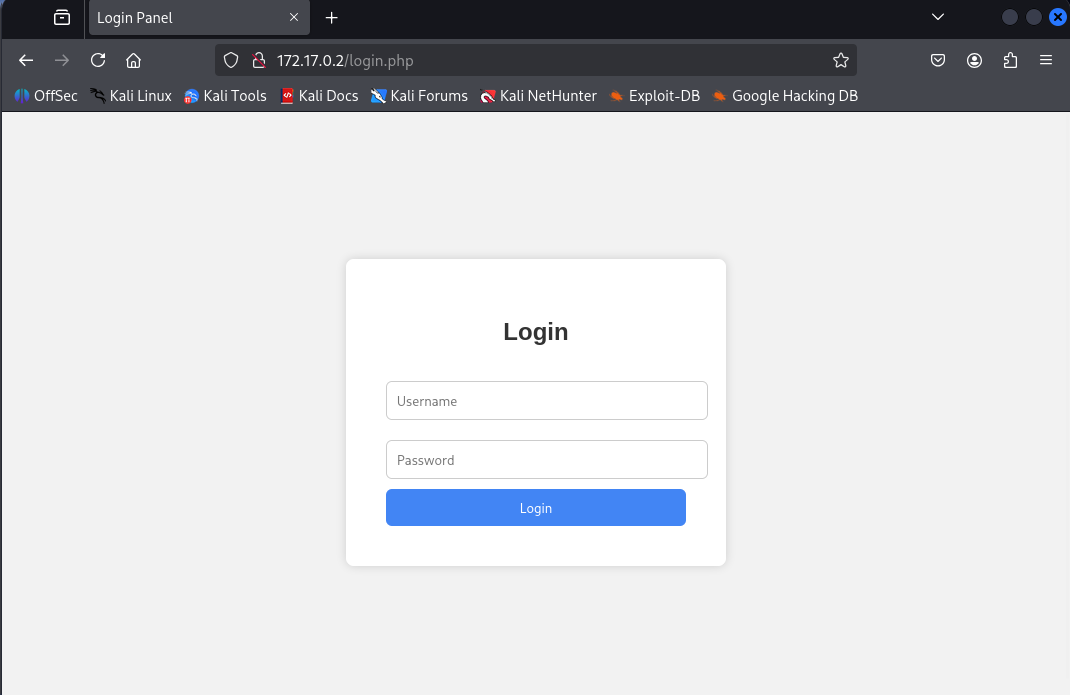 Login Panel
172.17.0.2/login.php
OffSec Kali Linux Kali Tools Kali Docs Kali Forums Kali NetHunter Exploit-DB Google Hacking DB
Login
Username
Password
Login